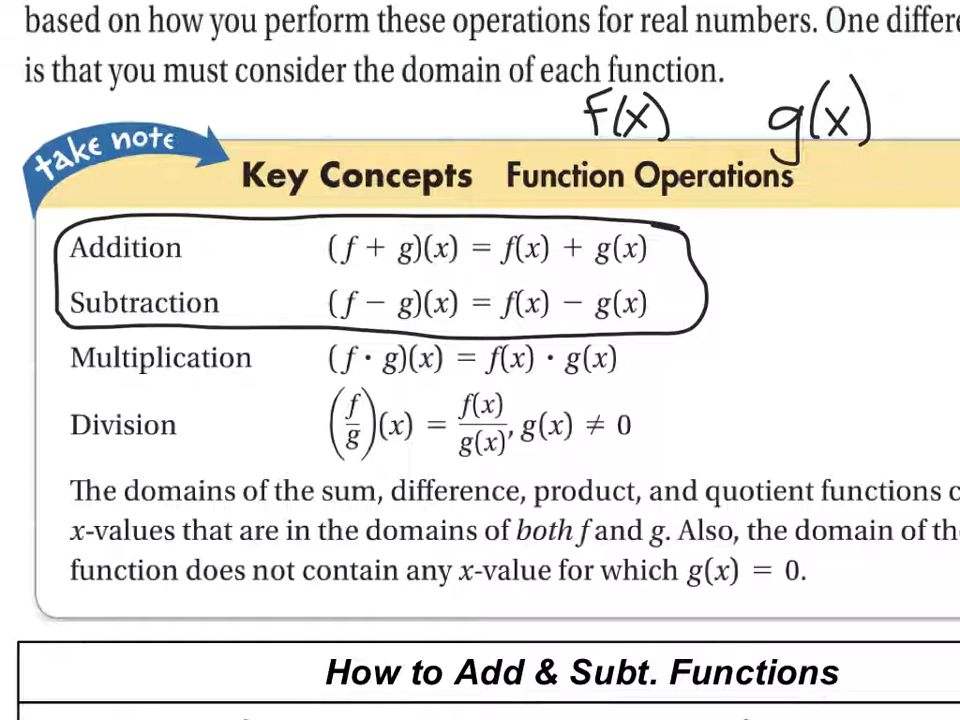 based on how you perform these operations for real numbers. One differe
is that you must consider the domain of each function.
f(x) g(x)
take note
Key Concepts Function Operations
Addition (f + g)(x) = f(x) + g(x)
Subtraction (f − g)(x) = f(x) − g(x)
Multiplication (f · g)(x) = f(x) · g(x)
Division (f/g)(x) = f(x)/g(x), g(x) ≠ 0
The domains of the sum, difference, product, and quotient functions c
x-values that are in the domains of both f and g. Also, the domain of the
function does not contain any x-value for which g(x) = 0.
How to Add & Subt. Functions